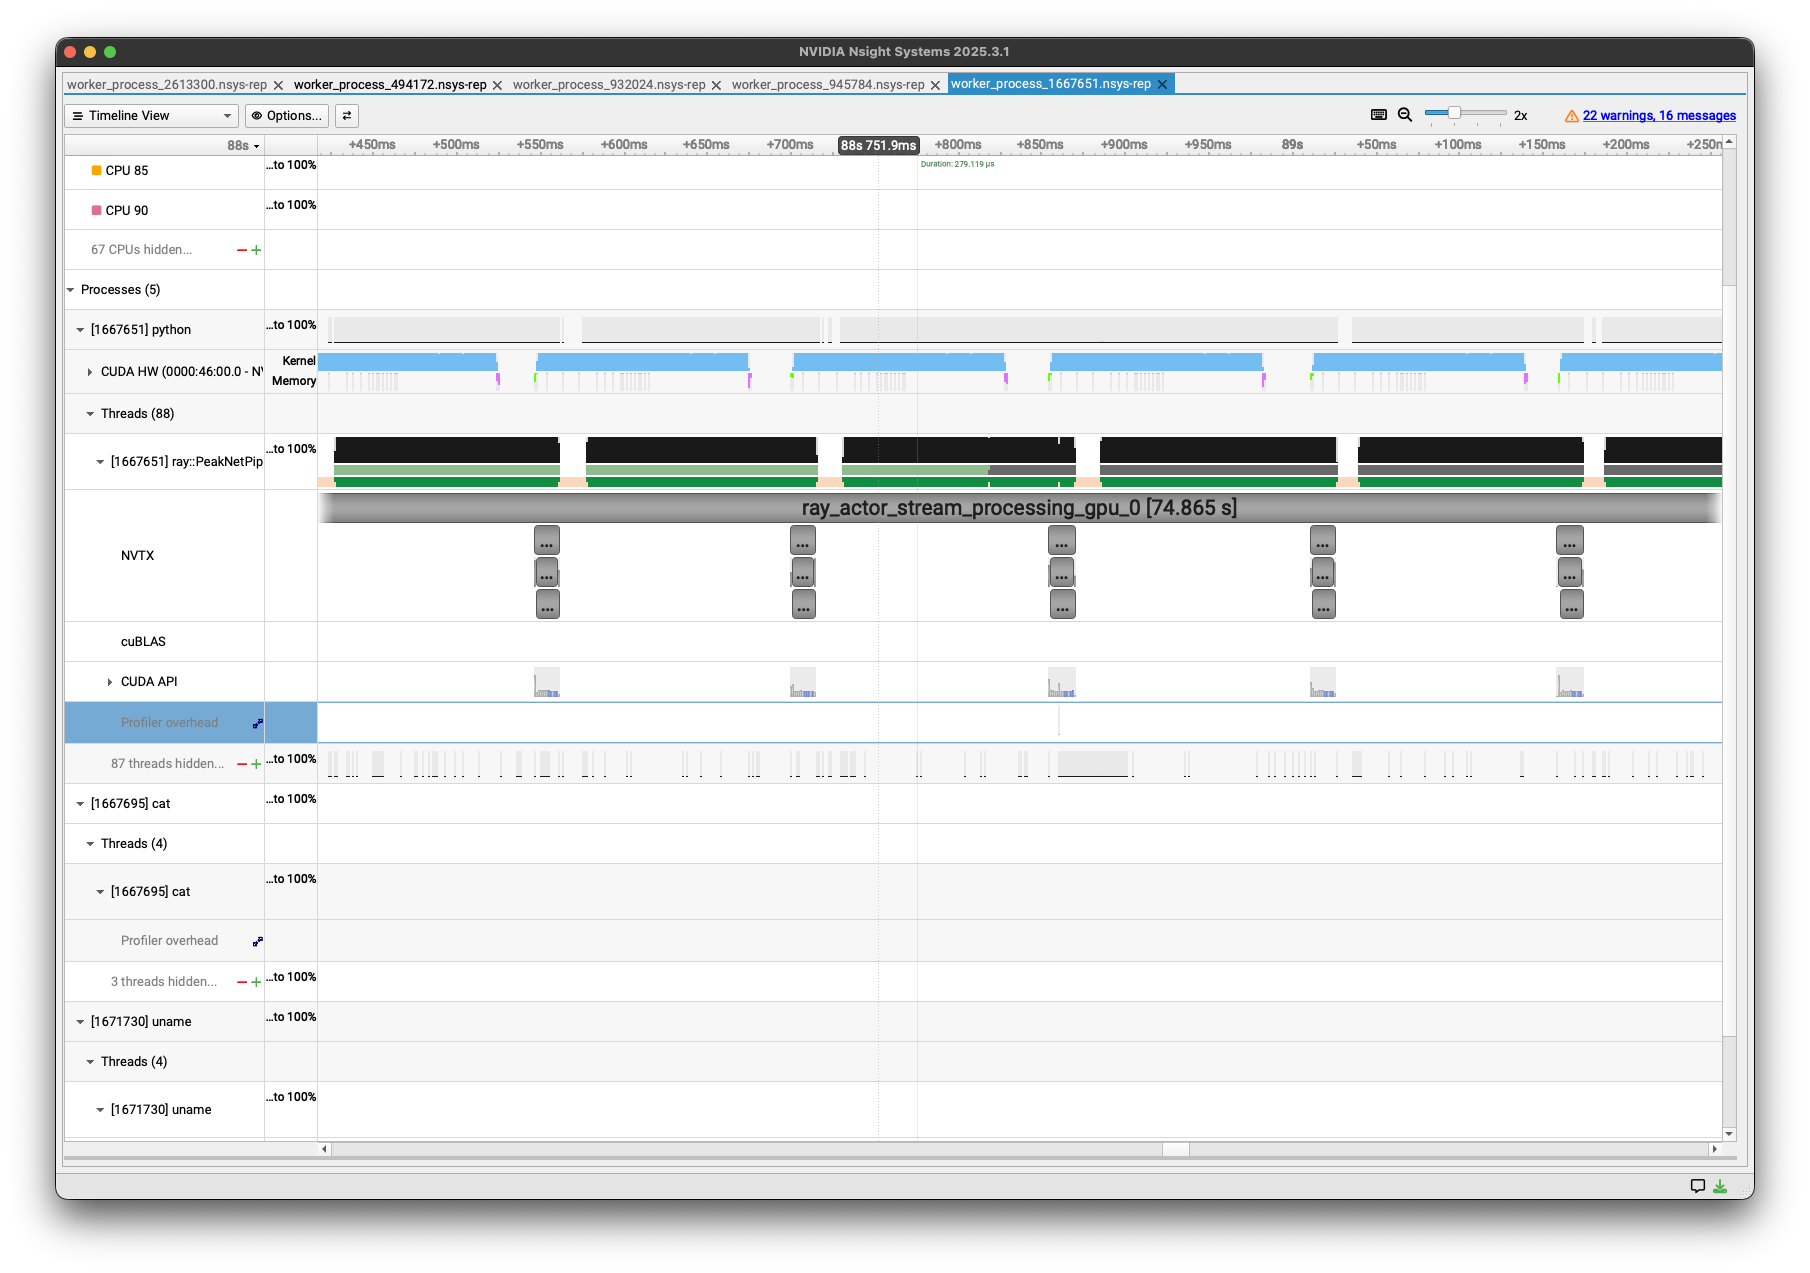 NVIDIA Nsight Systems 2025.3.1
worker_process_2613300.nsys-rep worker_process_494172.nsys-rep worker_process_932024.nsys-rep worker_process_945784.nsys-rep worker_process_1667651.nsys-rep
Timeline View Options... 2x 22 warnings, 16 messages
88s +450ms +500ms +550ms +600ms +650ms +700ms 88s 751.9ms +800ms +850ms +900ms +950ms 89s +50ms +100ms +150ms +200ms +250m
CPU 85 ...to 100% Duration: 279.119 µs
CPU 90 ...to 100%
67 CPUs hidden...
Processes (5)
[1667651] python ...to 100%
CUDA HW (0000:46:00.0 - NV Kernel
Memory
Threads (88)
[1667651] ray::PeakNetPip ...to 100%
ray_actor_stream_processing_gpu_0 [74.865 s]
... ... ... ... ...
NVTX
... ... ... ... ...
... ... ... ... ...
cuBLAS
CUDA API
Profiler overhead
87 threads hidden... ...to 100%
[1667695] cat ...to 100%
Threads (4)
[1667695] cat ...to 100%
Profiler overhead
3 threads hidden... ...to 100%
[1671730] uname ...to 100%
Threads (4)
[1671730] uname ...to 100%